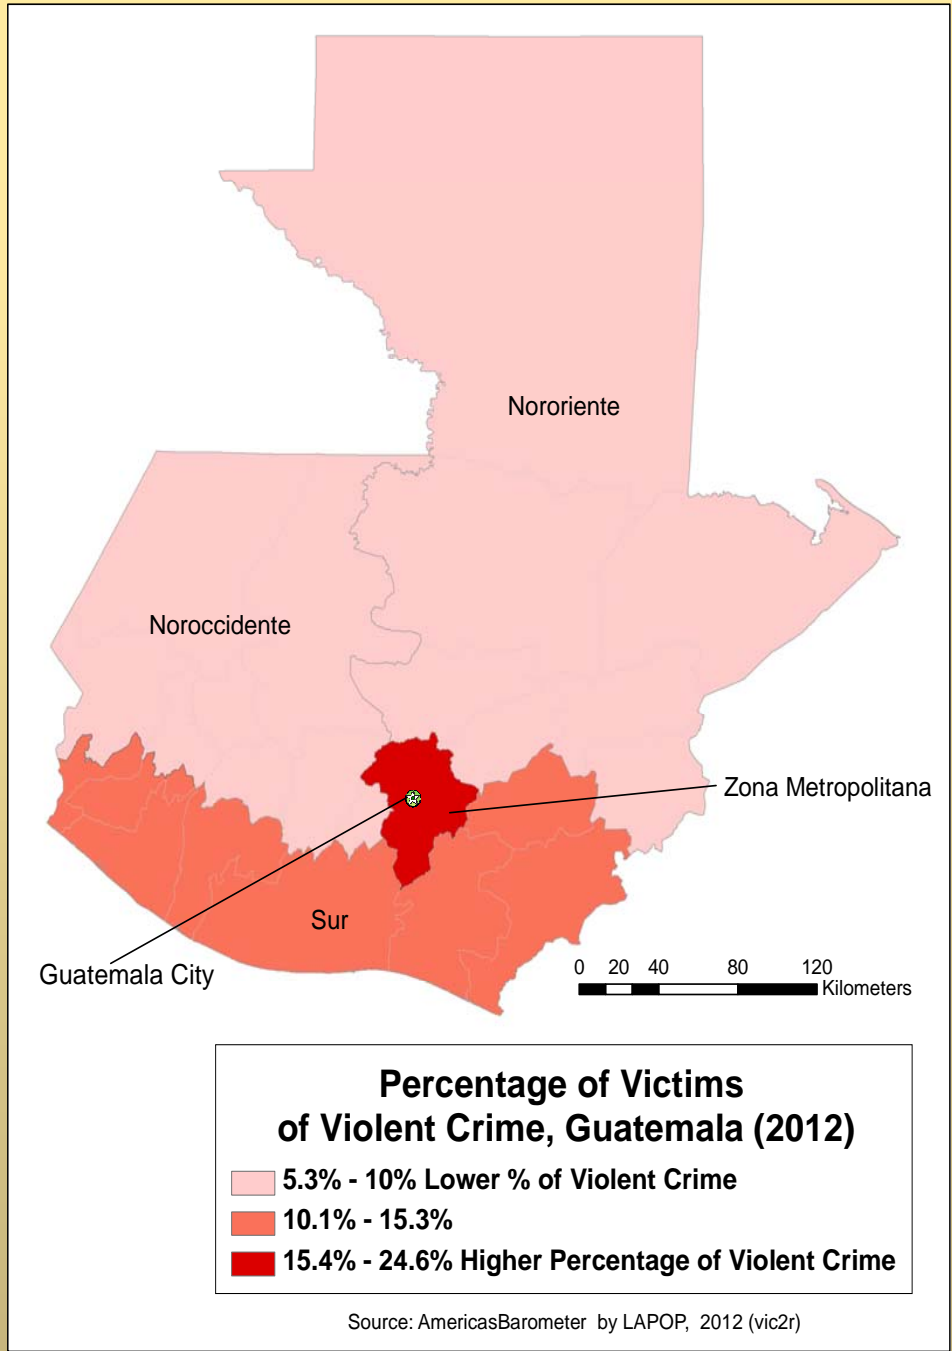 Nororiente
Noroccidente
Zona Metropolitana
Sur
Guatemala City
0 20 40 80 120
Kilometers
Percentage of Victims
of Violent Crime, Guatemala (2012)
5.3% - 10% Lower % of Violent Crime
10.1% - 15.3%
15.4% - 24.6% Higher Percentage of Violent Crime
Source: AmericasBarometer by LAPOP, 2012 (vic2r)